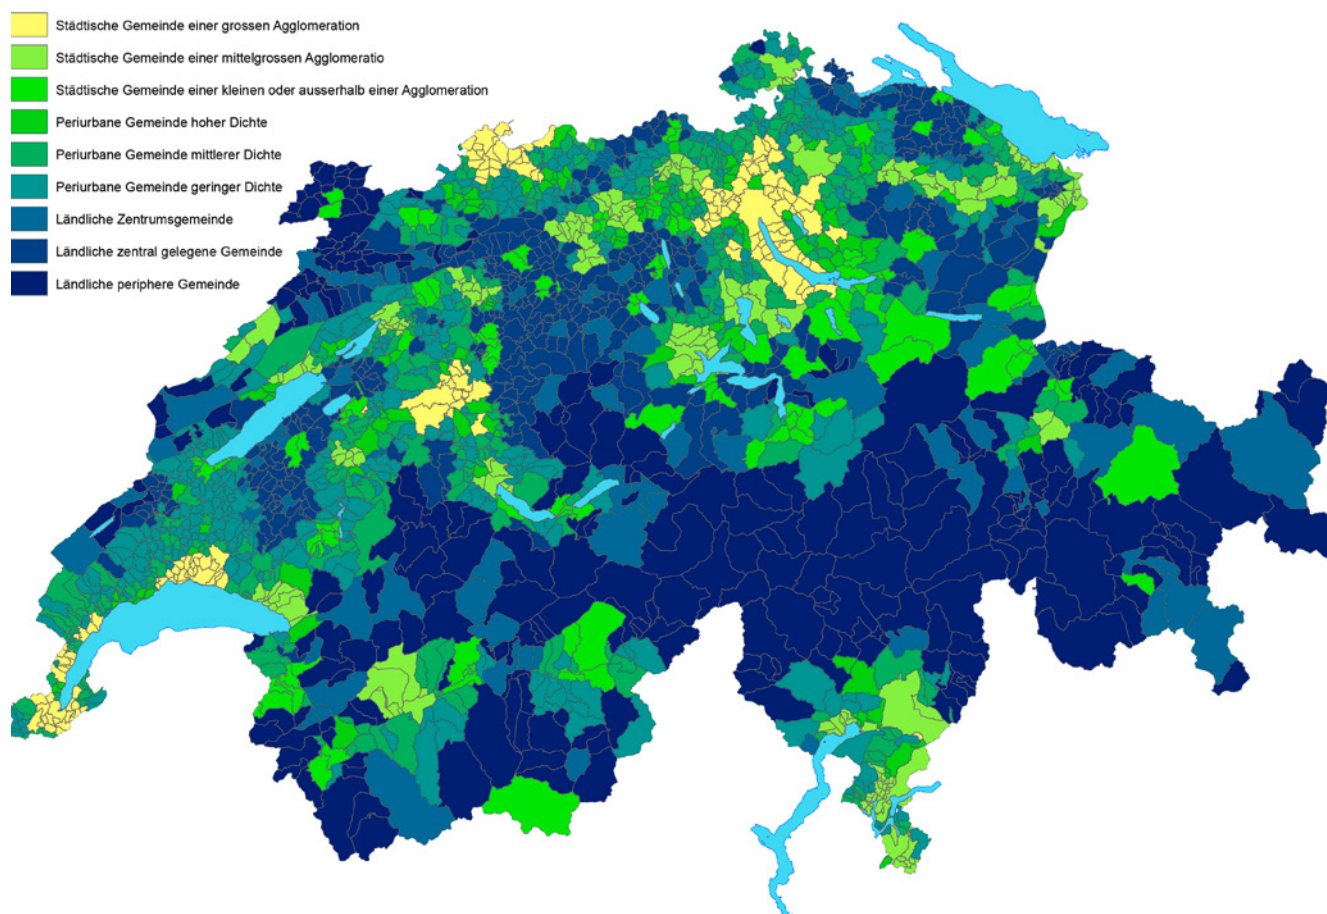 Städtische Gemeinde einer grossen Agglomeration
Städtische Gemeinde einer mittelgrossen Agglomeratio
Städtische Gemeinde einer kleinen oder ausserhalb einer Agglomeration
Periurbane Gemeinde hoher Dichte
Periurbane Gemeinde mittlerer Dichte
Periurbane Gemeinde geringer Dichte
Ländliche Zentrumsgemeinde
Ländliche zentral gelegene Gemeinde
Ländliche periphere Gemeinde